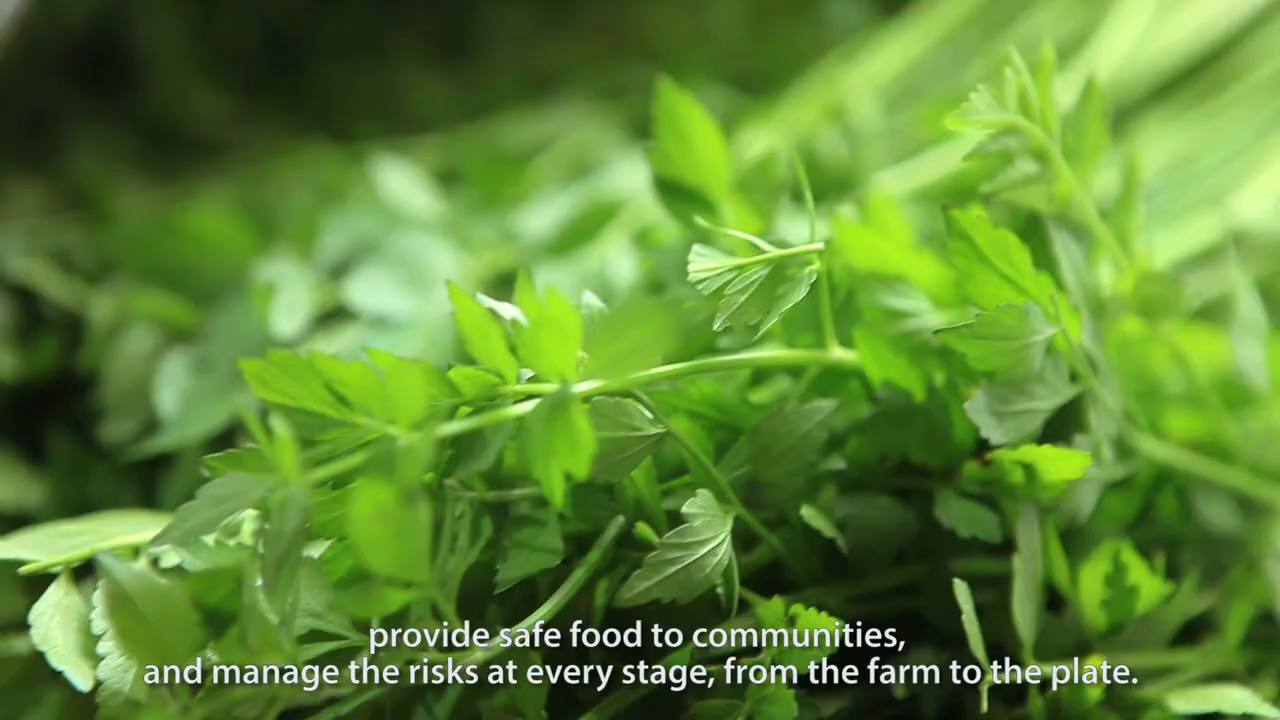 provide safe food to communities,
and manage the risks at every stage, from the farm to the plate.